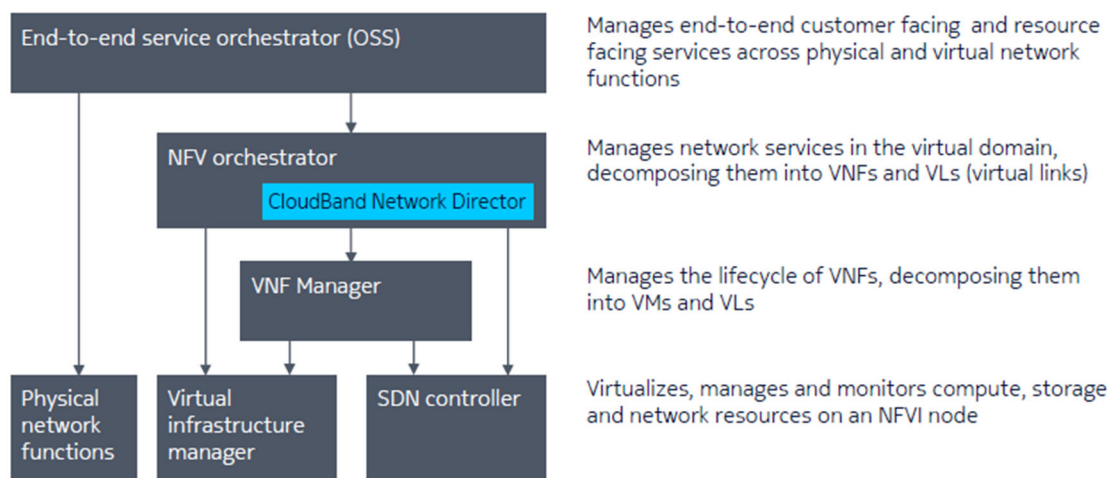 End-to-end service orchestrator (OSS)
Manages end-to-end customer facing and resource
facing services across physical and virtual network
functions
NFV orchestrator
CloudBand Network Director
Manages network services in the virtual domain,
decomposing them into VNFs and VLs (virtual links)
VNF Manager
Manages the lifecycle of VNFs, decomposing them
into VMs and VLs
Physical
network
functions
Virtual
infrastructure
manager
SDN controller
Virtualizes, manages and monitors compute, storage
and network resources on an NFVI node